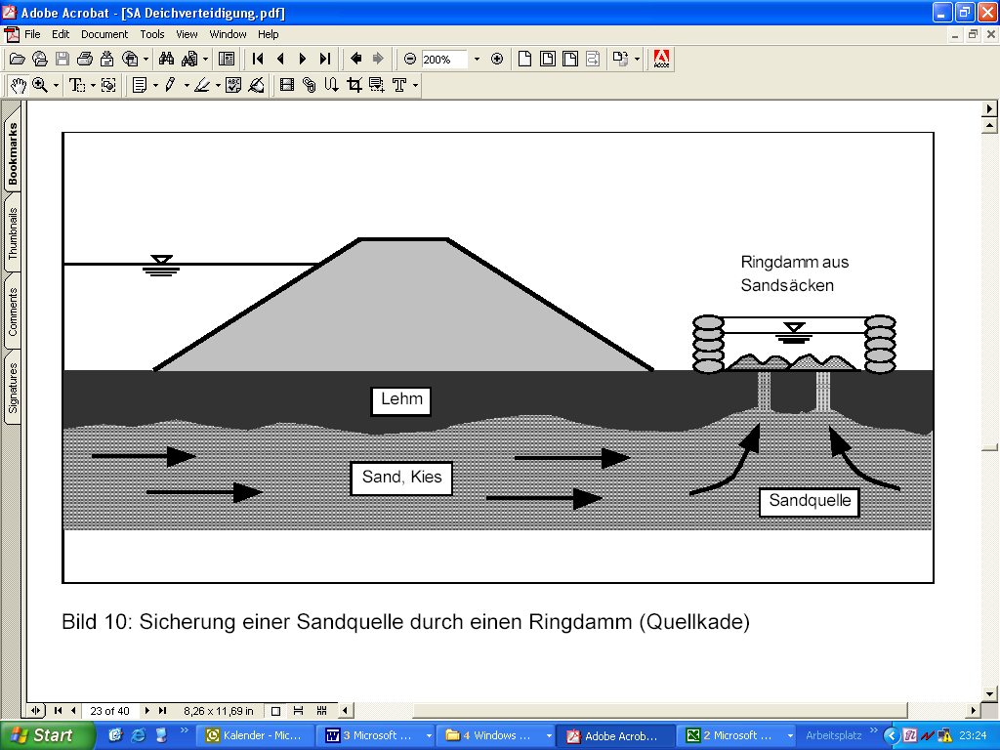 Adobe Acrobat - [SA Deichverteidigung.pdf]
File Edit Document Tools View Window Help
200%
Adobe
Bookmarks
Thumbnails
Comments
Signatures
Ringdamm aus
Sandsäcken
Lehm
Sand, Kies
Sandquelle
Bild 10: Sicherung einer Sandquelle durch einen Ringdamm (Quellkade)
23 of 40 8,26 x 11,69 in
Start Kalender - Mic... 3 Microsoft ... 4 Windows ... Adobe Acrob... 2 Microsoft ... Arbeitsplatz 23:24